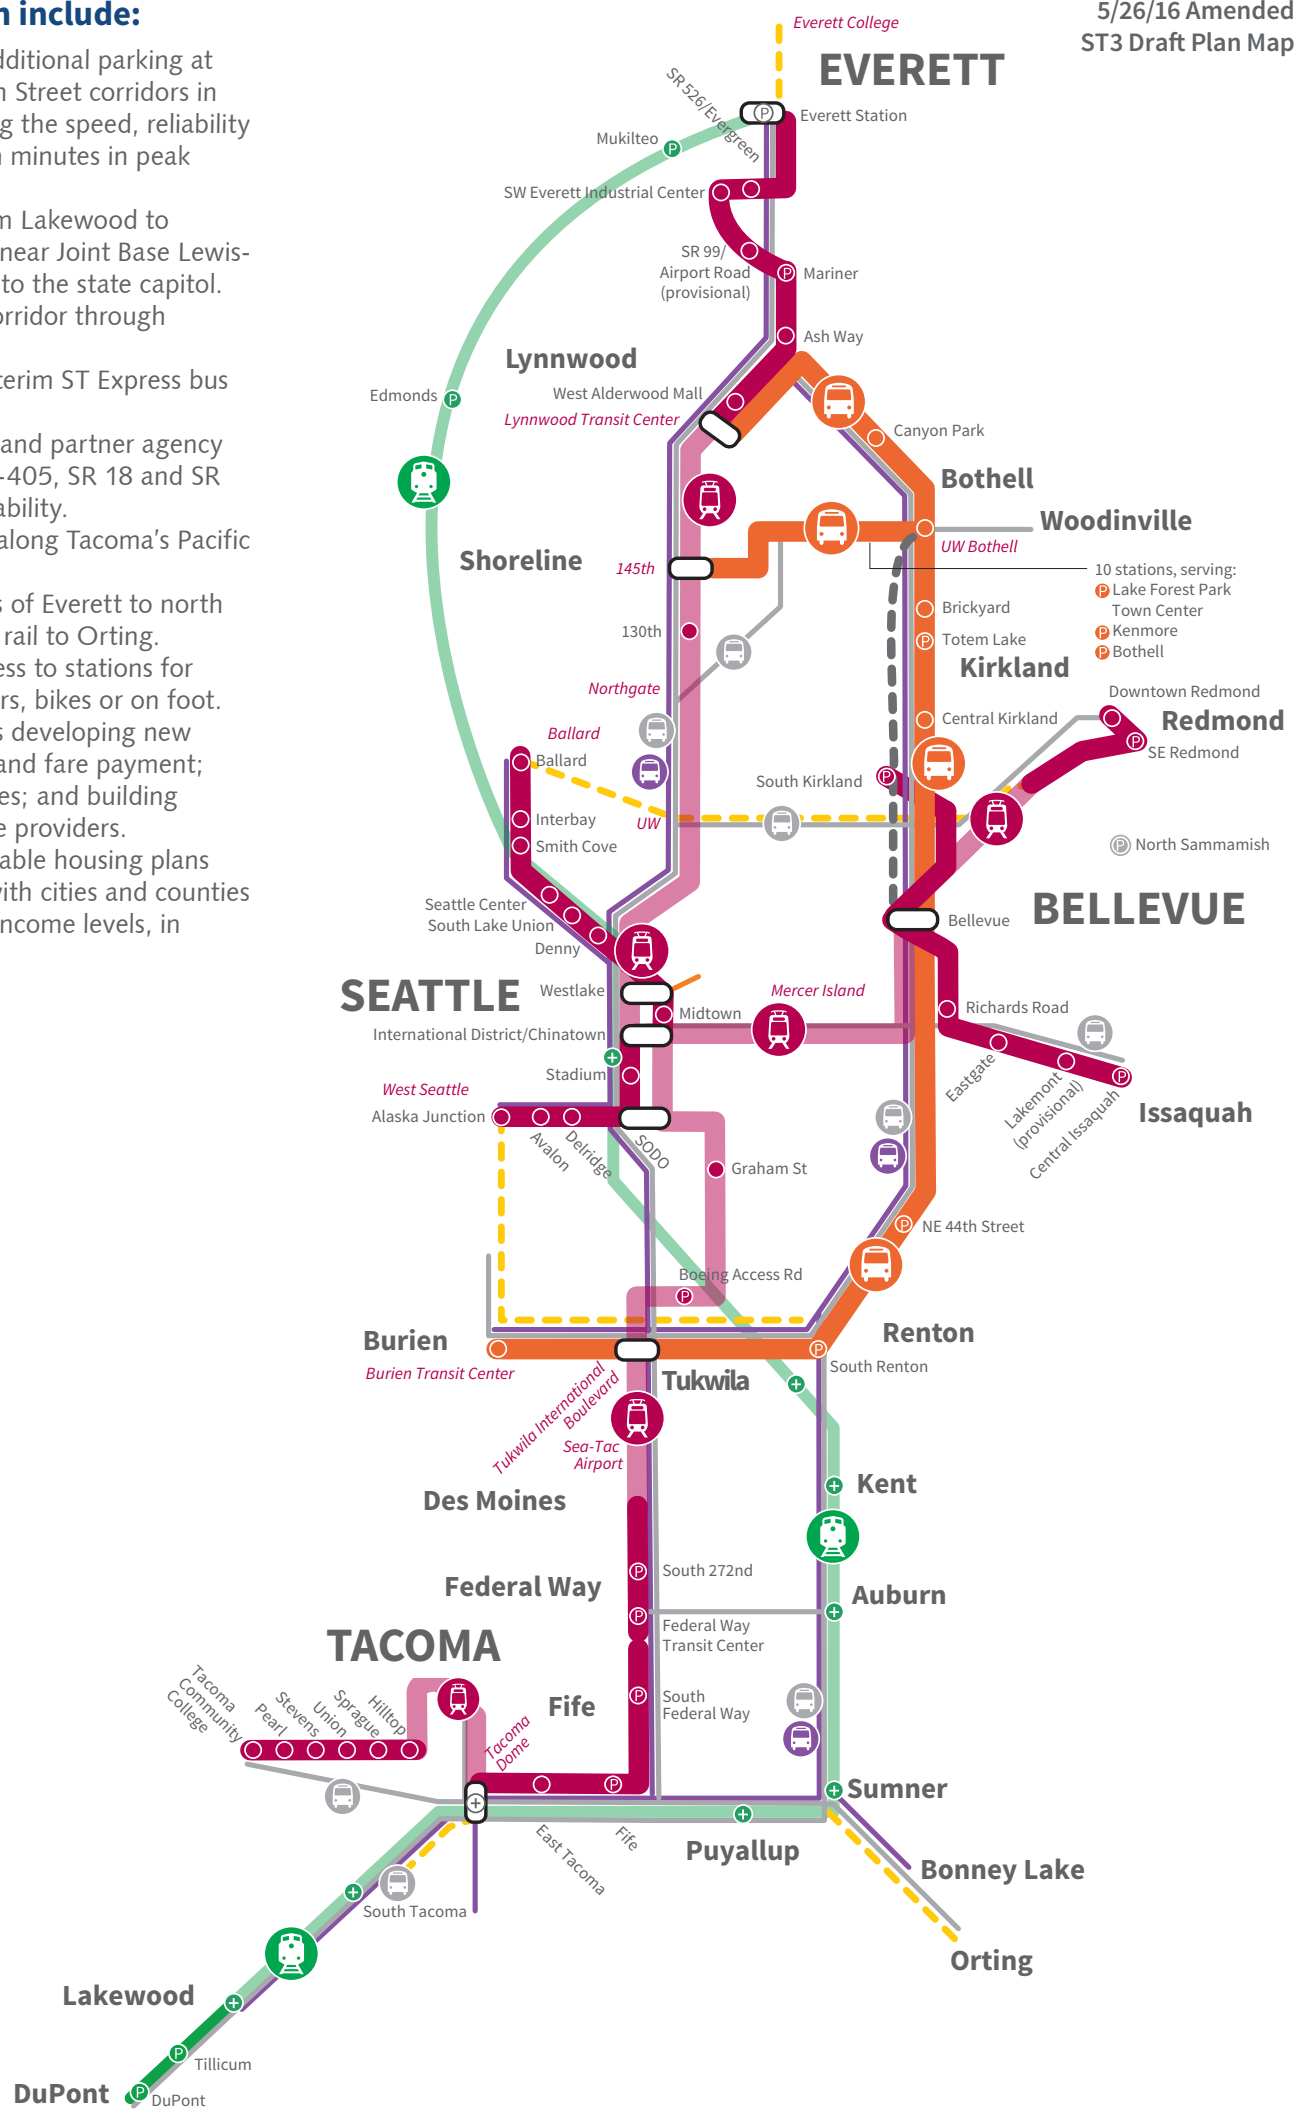 n include:
dditional parking at
n Street corridors in
ng the speed, reliability
n minutes in peak
m Lakewood to
near Joint Base Lewis-
to the state capitol.
orridor through
terim ST Express bus
and partner agency
-405, SR 18 and SR
ability.
along Tacoma's Pacific
s of Everett to north
rail to Orting.
ess to stations for
rs, bikes or on foot.
s developing new
and fare payment;
es; and building
e providers.
able housing plans
with cities and counties
ncome levels, in
5/26/16 Amended
ST3 Draft Plan Map
Everett College
EVERETT
SR 526/Evergreen
Everett Station
Mukilteo
SW Everett Industrial Center
SR 99/
Airport Road
(provisional)
Mariner
Ash Way
Lynnwood
West Alderwood Mall
Lynnwood Transit Center
Edmonds
Canyon Park
Bothell
Woodinville
UW Bothell
Shoreline
145th
10 stations, serving:
Lake Forest Park
Town Center
Kenmore
Bothell
130th
Brickyard
Totem Lake
Kirkland
Northgate
Downtown Redmond
Redmond
SE Redmond
Central Kirkland
Ballard
Ballard
South Kirkland
Interbay
UW
Smith Cove
North Sammamish
Seattle Center
South Lake Union
Denny
Bellevue
BELLEVUE
SEATTLE
Westlake
Mercer Island
Midtown
Richards Road
International District/Chinatown
Stadium
Eastgate
Lakemont
(provisional)
Central Issaquah
Issaquah
West Seattle
Alaska Junction
Avalon
Delridge
SODO
Graham St
NE 44th Street
Boeing Access Rd
Burien
Burien Transit Center
Renton
South Renton
Tukwila International
Boulevard
Tukwila
Sea-Tac
Airport
Des Moines
Kent
South 272nd
Federal Way
Auburn
Federal Way
Transit Center
TACOMA
Tacoma
Community
College
Pearl
Stevens
Union
Sprague
Hilltop
Fife
South
Federal Way
Tacoma
Dome
Sumner
East Tacoma
Fife
Puyallup
Bonney Lake
South Tacoma
Orting
Lakewood
Tillicum
DuPont
DuPont